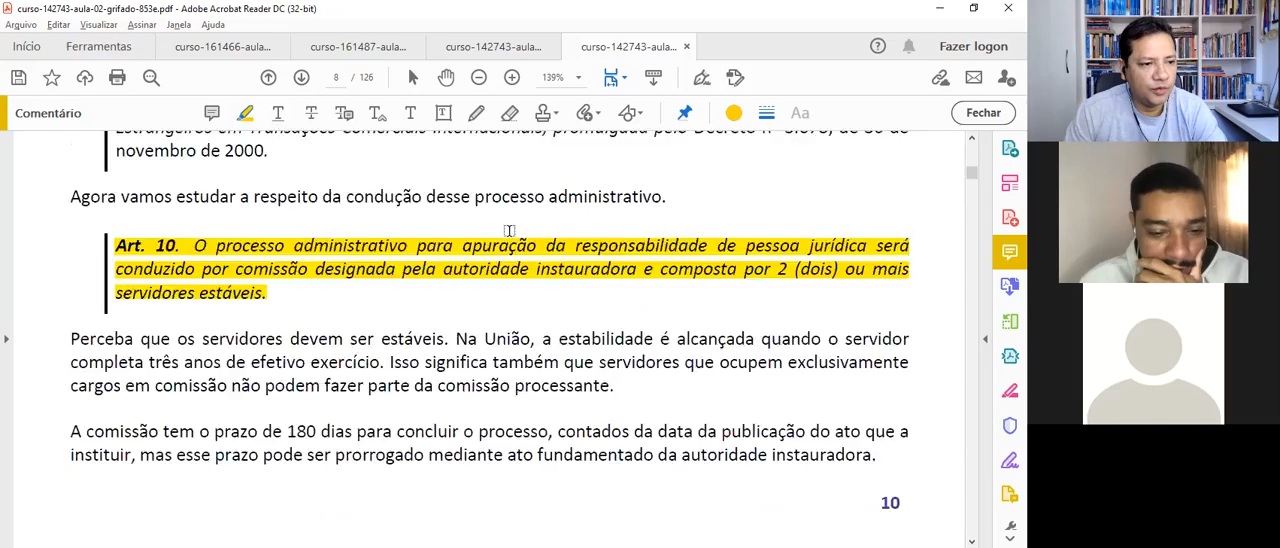 curso-142743-aula-02-grifado-853e.pdf - Adobe Acrobat Reader DC (32-bit)
Arquivo Editar Visualizar Assinar Janela Ajuda
Início Ferramentas curso-161466-aula... curso-161487-aula... curso-142743-aula... curso-142743-aula... × Fazer logon
8 / 126 139%
Comentário Fechar
novembro de 2000.
Agora vamos estudar a respeito da condução desse processo administrativo.
Art. 10. O processo administrativo para apuração da responsabilidade de pessoa jurídica será
conduzido por comissão designada pela autoridade instauradora e composta por 2 (dois) ou mais
servidores estáveis.
Perceba que os servidores devem ser estáveis. Na União, a estabilidade é alcançada quando o servidor
completa três anos de efetivo exercício. Isso significa também que servidores que ocupem exclusivamente
cargos em comissão não podem fazer parte da comissão processante.
A comissão tem o prazo de 180 dias para concluir o processo, contados da data da publicação do ato que a
instituir, mas esse prazo pode ser prorrogado mediante ato fundamentado da autoridade instauradora.
10